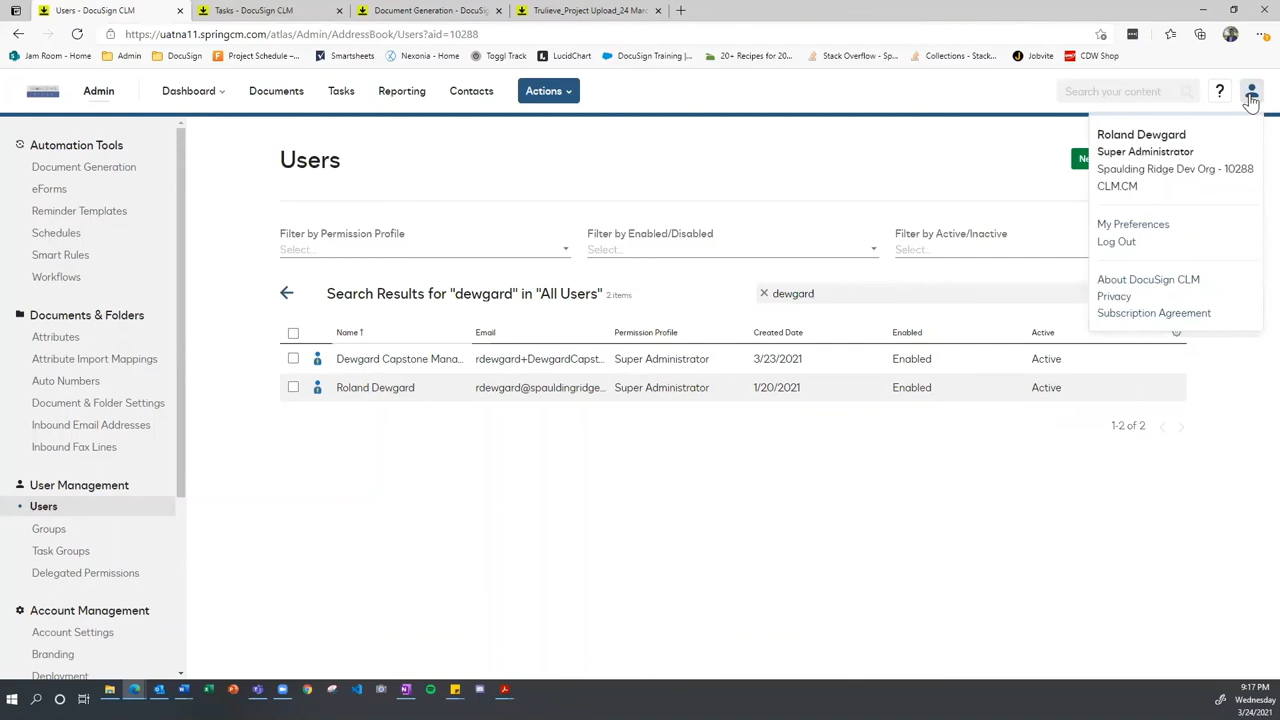 Users - DocuSign CLM
Tasks - DocuSign CLM
Document Generation - DocuSig
Trulieve_Project Upload_24 Marc
https://uatna11.springcm.com/atlas/Admin/AddressBook/Users?aid=10288
Jam Room - Home
Admin
DocuSign
Project Schedule –...
Smartsheets
Nexonia - Home
Toggl Track
LucidChart
DocuSign Training |...
20+ Recipes for 20...
Stack Overflow - Sp...
Collections - Stack...
Jobvite
CDW Shop
Admin
Dashboard
Documents
Tasks
Reporting
Contacts
Actions
Search your content
?
Roland Dewgard
Super Administrator
Spaulding Ridge Dev Org - 10288
CLM.CM
My Preferences
Log Out
About DocuSign CLM
Privacy
Subscription Agreement
Automation Tools
Document Generation
eForms
Reminder Templates
Schedules
Smart Rules
Workflows
Documents & Folders
Attributes
Attribute Import Mappings
Auto Numbers
Document & Folder Settings
Inbound Email Addresses
Inbound Fax Lines
User Management
Users
Groups
Task Groups
Delegated Permissions
Account Management
Account Settings
Branding
Deployment
Users
Ne
Filter by Permission Profile
Select...
Filter by Enabled/Disabled
Select...
Filter by Active/Inactive
Select...
Search Results for "dewgard" in "All Users" 2 items
dewgard
Name ↑ Email Permission Profile Created Date Enabled Active
Dewgard Capstone Mana... rdewgard+DewgardCapst... Super Administrator 3/23/2021 Enabled Active
Roland Dewgard rdewgard@spauldingridge... Super Administrator 1/20/2021 Enabled Active
1-2 of 2
9:17 PM
Wednesday
3/24/2021